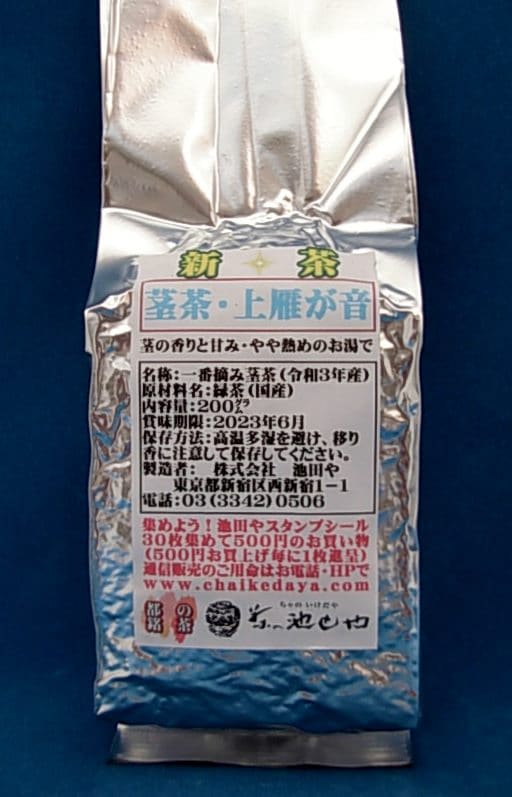 新 茶
茎茶・上雁が音
茎の香りと甘み・やや熱めのお湯で
名称：一番摘み茎茶(令和3年産)
原材料名：緑茶(国産)
内容量：200㌘
賞味期限：2023年6月
保存方法：高温多湿を避け、移り
香に注意して保存してください。
製造者： 株式会社 池田や
東京都新宿区西新宿1−1
電話：03(3342)0506
集めよう！池田やスタンプシール
30枚集めて500円のお買い物
(500円お買上げ毎に1枚進呈)
通信販売のご用命はお電話・HPで
www.chaikedaya.com
ちゃの いけだや
茶の池田や